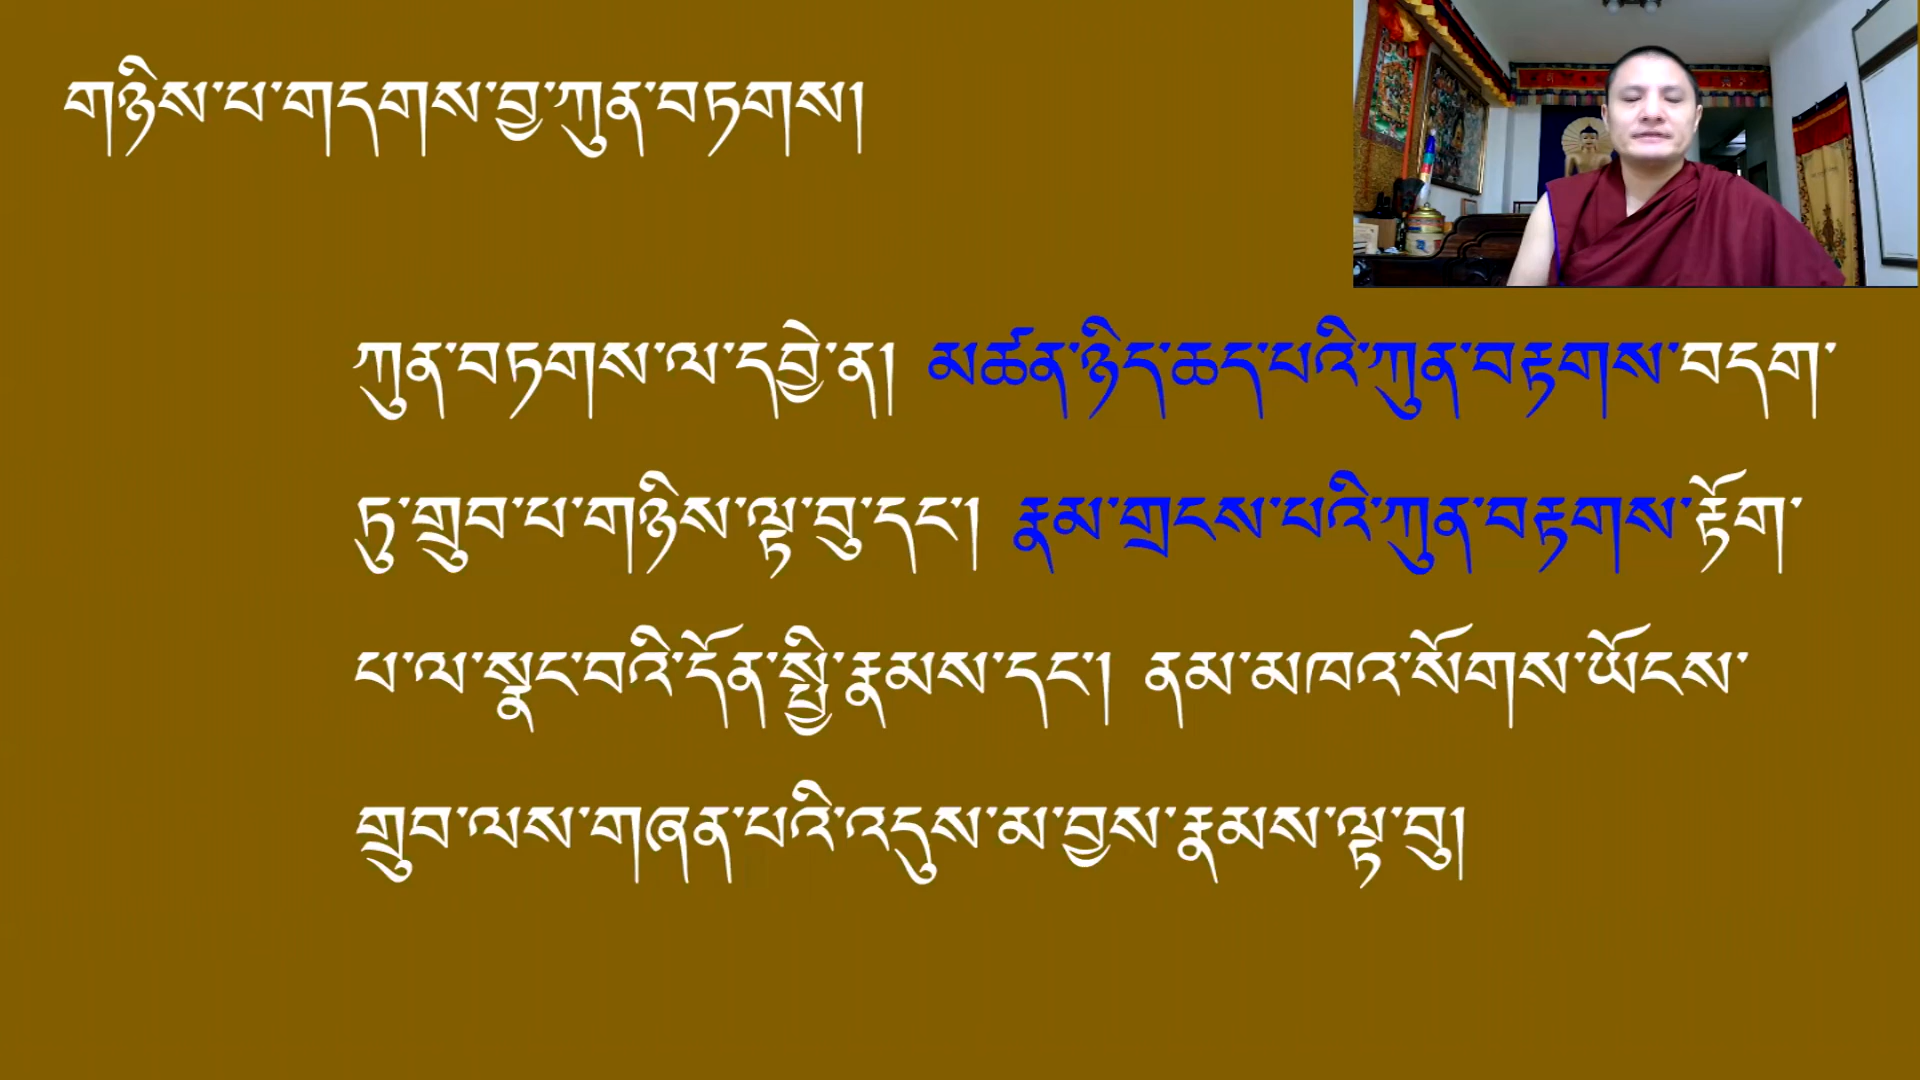 གཉིས་པ་གདགས་བྱ་ཀུན་བཏགས།
ཀུན་བཏགས་ལ་དབྱེ་ན། མཚན་ཉིད་ཆད་པའི་ཀུན་བརྟགས་བདག་
ཏུ་གྲུབ་པ་གཉིས་ལྟ་བུ་དང་། རྣམ་གྲངས་པའི་ཀུན་བརྟགས་རྟོག་
པ་ལ་སྣང་བའི་དོན་སྤྱི་རྣམས་དང་། ནམ་མཁའ་སོགས་ཡོངས་
གྲུབ་ལས་གཞན་པའི་འདུས་མ་བྱས་རྣམས་ལྟ་བུ།